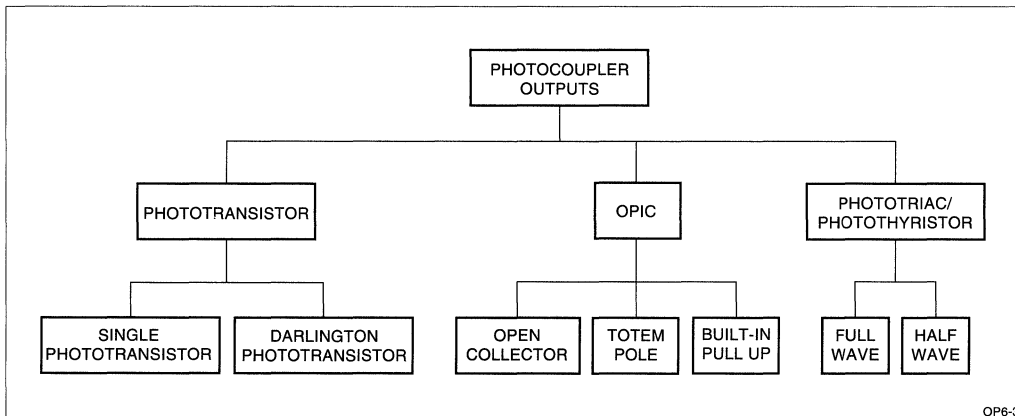 PHOTOCOUPLER
OUTPUTS
PHOTOTRANSISTOR
OPIC
PHOTOTRIAC/
PHOTOTHYRISTOR
SINGLE
PHOTOTRANSISTOR
DARLINGTON
PHOTOTRANSISTOR
OPEN
COLLECTOR
TOTEM
POLE
BUILT-IN
PULL UP
FULL
WAVE
HALF
WAVE